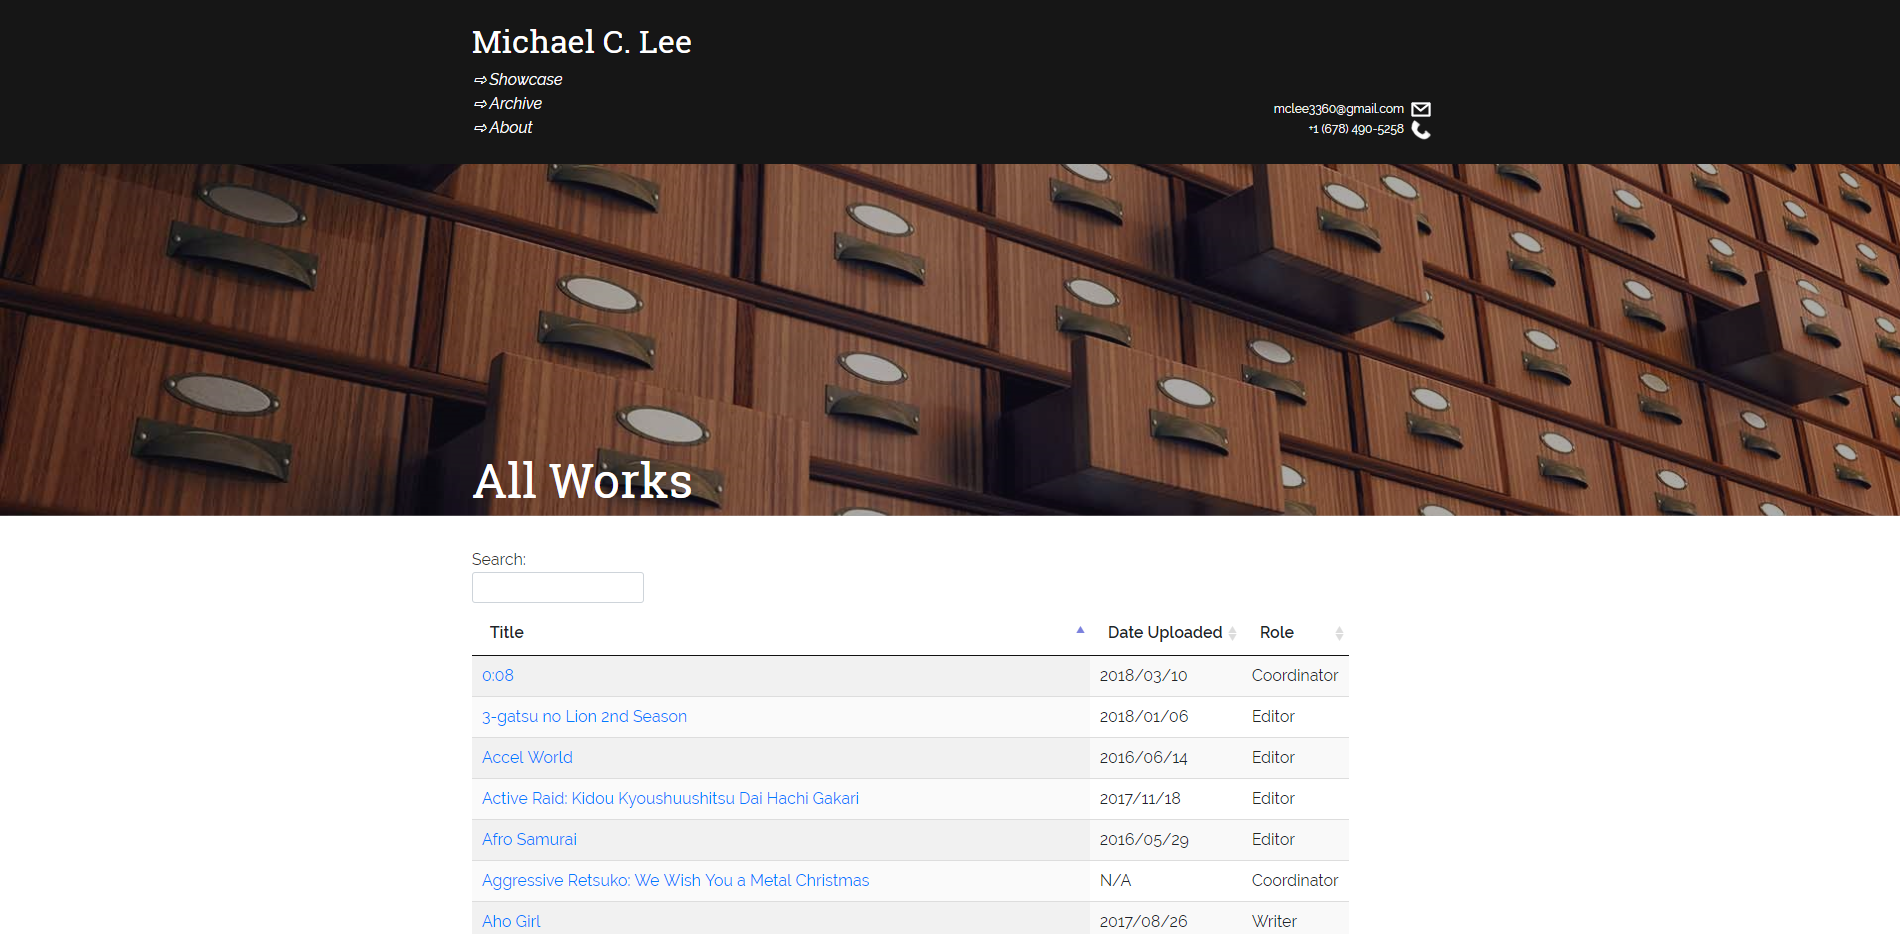 Michael C. Lee
⇨ Showcase
⇨ Archive
⇨ About
mclee3360@gmail.com
+1 (678) 490-5258
All Works
Search:
Title Date Uploaded Role
0:08 2018/03/10 Coordinator
3-gatsu no Lion 2nd Season 2018/01/06 Editor
Accel World 2016/06/14 Editor
Active Raid: Kidou Kyoushuushitsu Dai Hachi Gakari 2017/11/18 Editor
Afro Samurai 2016/05/29 Editor
Aggressive Retsuko: We Wish You a Metal Christmas N/A Coordinator
Aho Girl 2017/08/26 Writer